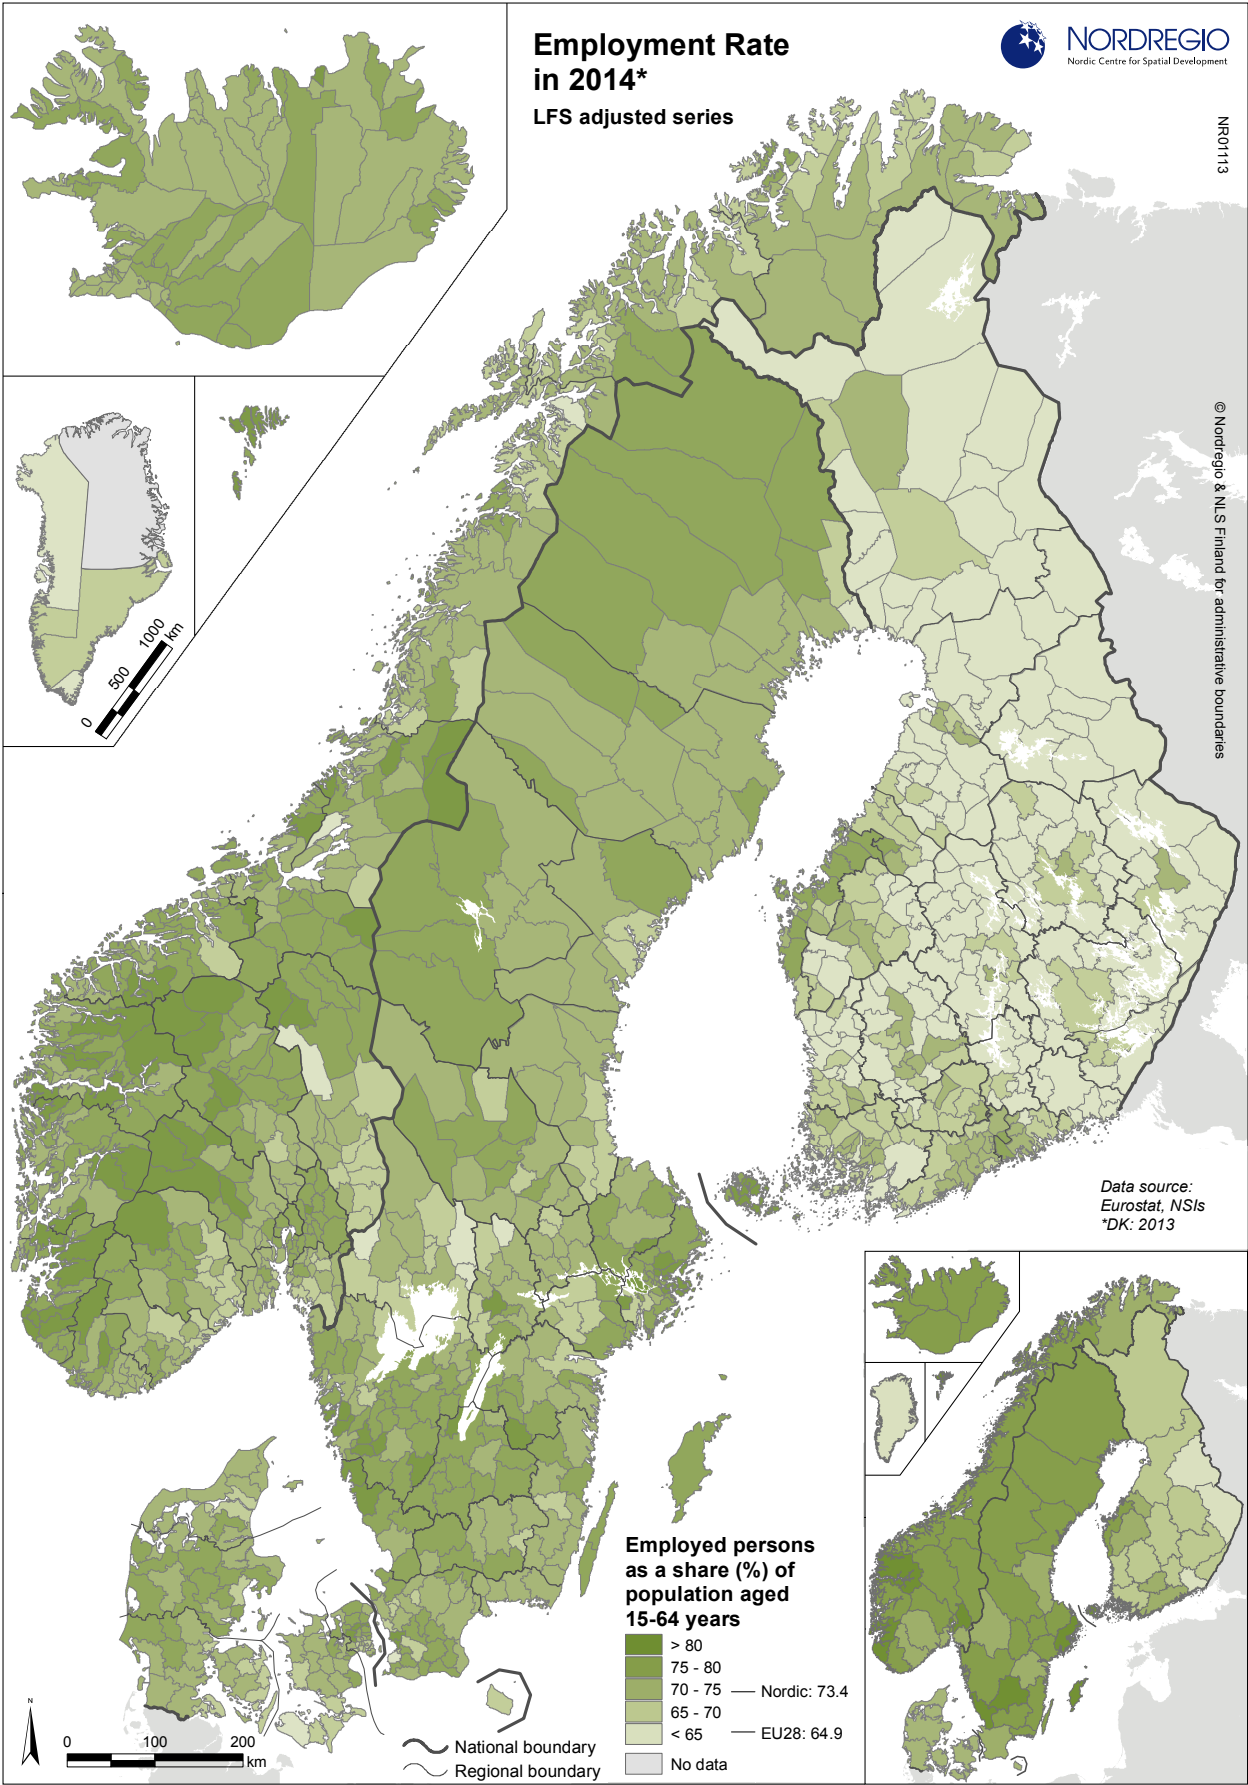 Employment Rate
in 2014*
LFS adjusted series
NORDREGIO
Nordic Centre for Spatial Development
NR01113
© Nordregio & NLS Finland for administrative boundaries
0 500 1000
km
Data source:
Eurostat, NSIs
*DK: 2013
Employed persons
as a share (%) of
population aged
15-64 years
> 80
75 - 80
70 - 75 Nordic: 73.4
65 - 70
< 65 EU28: 64.9
No data
N
0 100 200
km
National boundary
Regional boundary